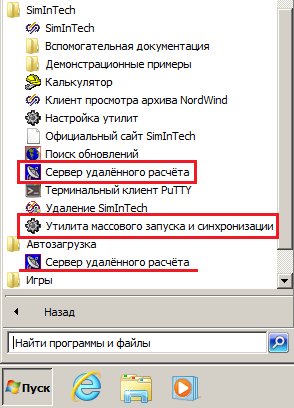 SimInTech
SimInTech
Вспомогательная документация
Демонстрационные примеры
Калькулятор
Клиент просмотра архива NordWind
Настройка утилит
Официальный сайт SimInTech
Поиск обновлений
Сервер удалённого расчёта
Терминальный клиент PuTTY
Удаление SimInTech
Утилита массового запуска и синхронизации
Автозагрузка
Сервер удалённого расчёта
Игры
Назад
Найти программы и файлы
Пуск